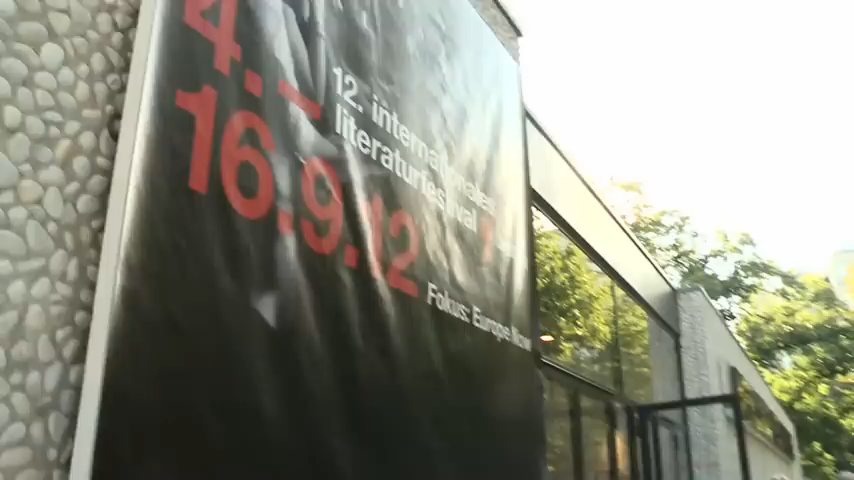 4.–
16.9.12
12. internationales
literaturfestival
Fokus: Europe Now